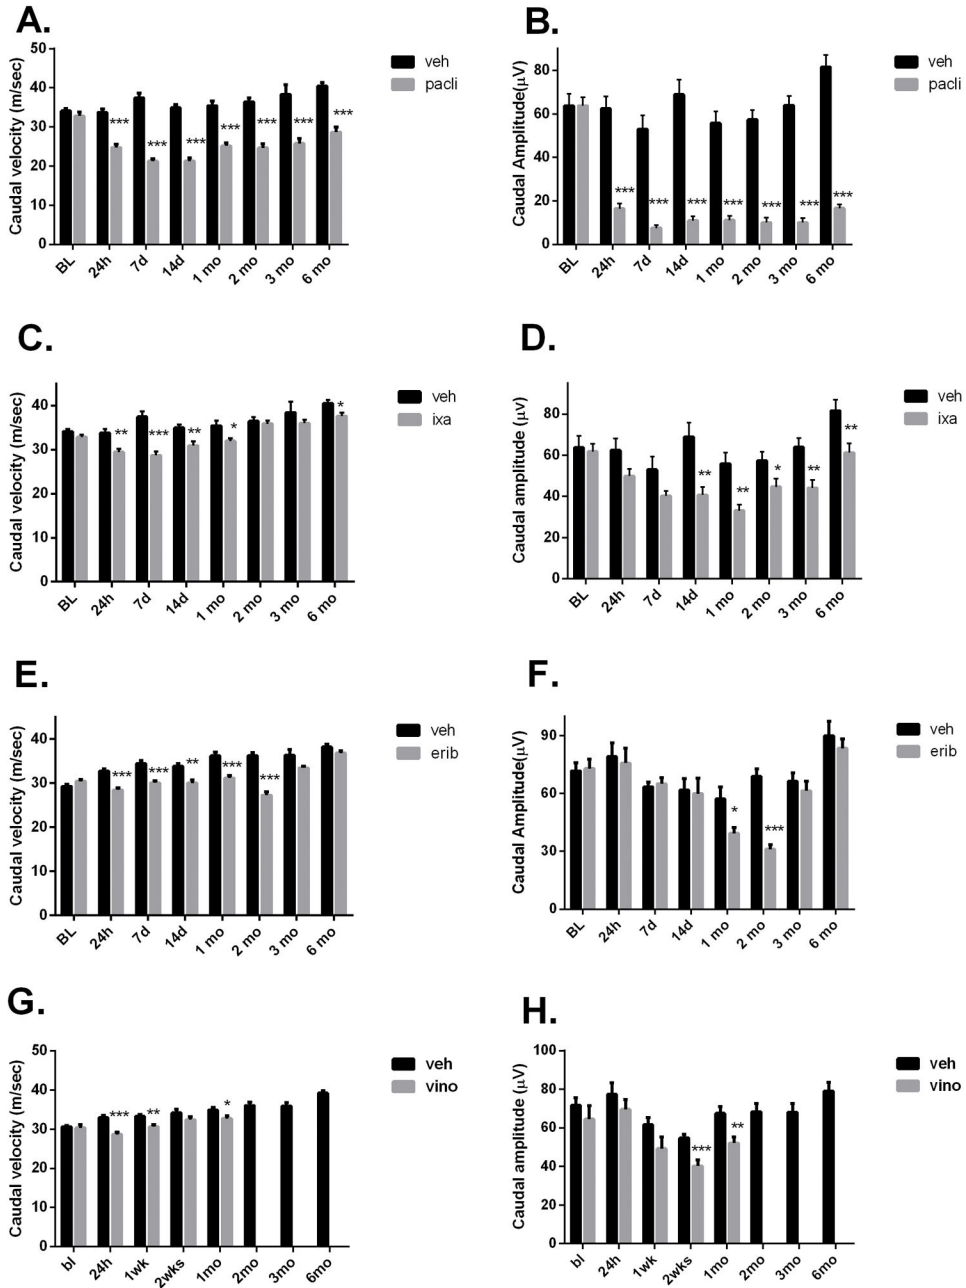 A.
Caudal velocity (m/sec)
50
40
30
20
10
0
*** *** *** *** *** *** ***
BL 24h 7d 14d 1 mo 2 mo 3 mo 6 mo
veh
pacli
B.
Caudal Amplitude(μV)
80
60
40
20
0
*** *** *** *** *** *** ***
BL 24h 7d 14d 1 mo 2 mo 3 mo 6 mo
veh
pacli
C.
Caudal velocity (m/sec)
40
30
20
10
0
** *** ** * *
BL 24h 7d 14d 1 mo 2 mo 3 mo 6 mo
veh
ixa
D.
Caudal amplitude (μv)
80
60
40
20
0
** ** * ** **
BL 24h 7d 14d 1 mo 2 mo 3 mo 6 mo
veh
ixa
E.
Caudal velocity (m/sec)
40
30
20
10
0
*** *** ** *** ***
BL 24h 7d 14d 1 mo 2 mo 3 mo 6 mo
veh
erib
F.
Caudal Amplitude(μV)
90
60
30
0
* ***
BL 24h 7d 14d 1 mo 2 mo 3 mo 6 mo
veh
erib
G.
Caudal velocity (m/sec)
50
40
30
20
10
0
*** ** *
bl 24h 1wk 2wks 1mo 2mo 3mo 6mo
veh
vino
H.
Caudal amplitude (μV)
100
80
60
40
20
0
*** **
bl 24h 1wk 2wks 1mo 2mo 3mo 6mo
veh
vino